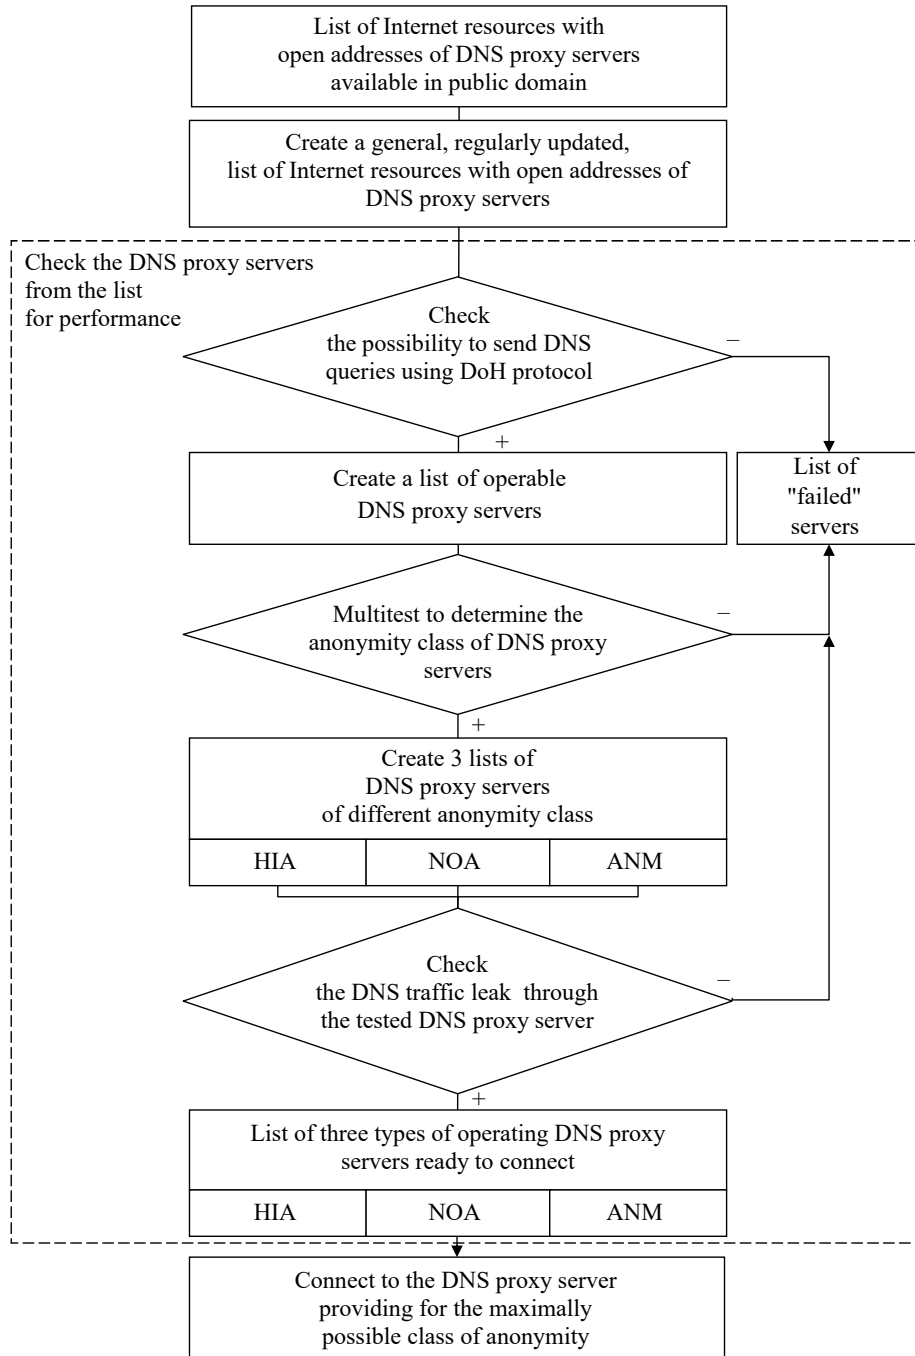 List of Internet resources with
open addresses of DNS proxy servers
available in public domain
Create a general, regularly updated,
list of Internet resources with open addresses of
DNS proxy servers
Check the DNS proxy servers
from the list
for performance
Check
the possibility to send DNS
queries using DoH protocol
–
+
Create a list of operable
DNS proxy servers
List of
"failed"
servers
Multitest to determine the
anonymity class of DNS proxy
servers
–
+
Create 3 lists of
DNS proxy servers
of different anonymity class
HIA NOA ANM
Check
the DNS traffic leak through
the tested DNS proxy server
–
+
List of three types of operating DNS proxy
servers ready to connect
HIA NOA ANM
Connect to the DNS proxy server
providing for the maximally
possible class of anonymity